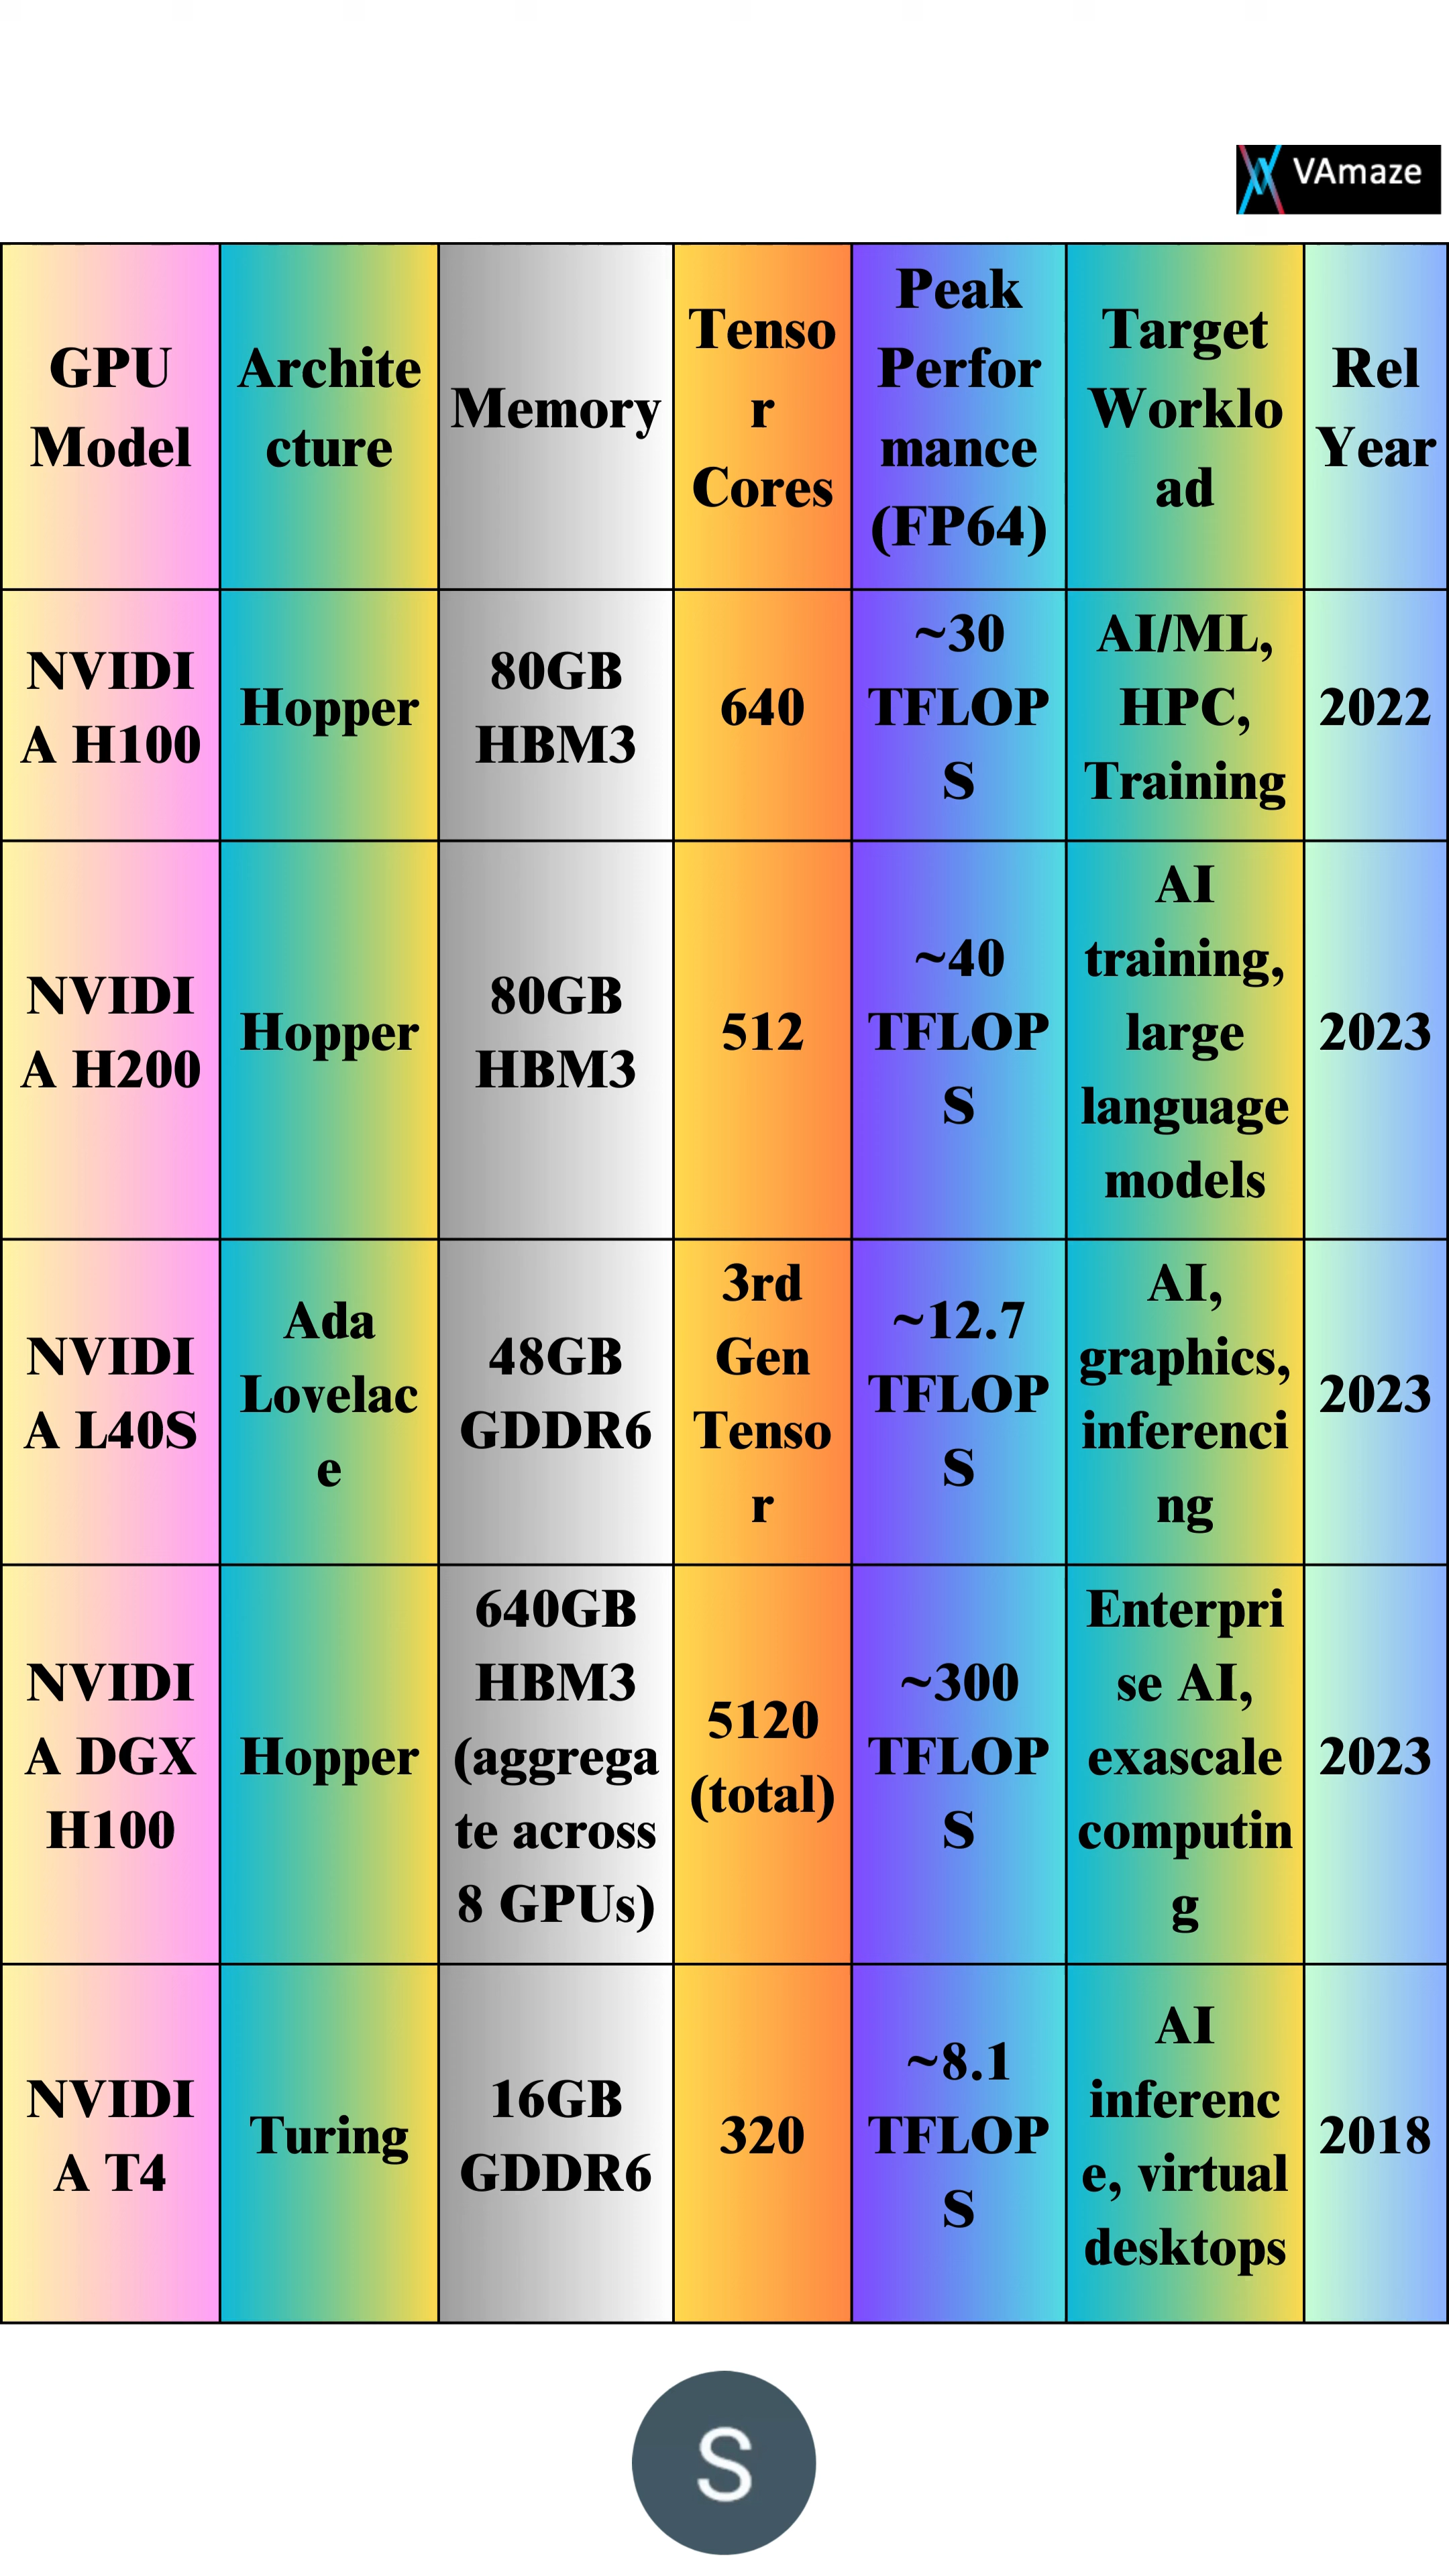 VAmaze
GPU
Model
Archite
cture
Memory
Tenso
r
Cores
Peak
Perfor
mance
(FP64)
Target
Worklo
ad
Rel
Year
NVIDI
A H100
Hopper
80GB
HBM3
640
~30
TFLOP
S
AI/ML,
HPC,
Training
2022
NVIDI
A H200
Hopper
80GB
HBM3
512
~40
TFLOP
S
AI
training,
large
language
models
2023
NVIDI
A L40S
Ada
Lovelac
e
48GB
GDDR6
3rd
Gen
Tenso
r
~12.7
TFLOP
S
AI,
graphics,
inferenci
ng
2023
NVIDI
A DGX
H100
Hopper
640GB
HBM3
(aggrega
te across
8 GPUs)
5120
(total)
~300
TFLOP
S
Enterpri
se AI,
exascale
computin
g
2023
NVIDI
A T4
Turing
16GB
GDDR6
320
~8.1
TFLOP
S
AI
inferenc
e, virtual
desktops
2018
S